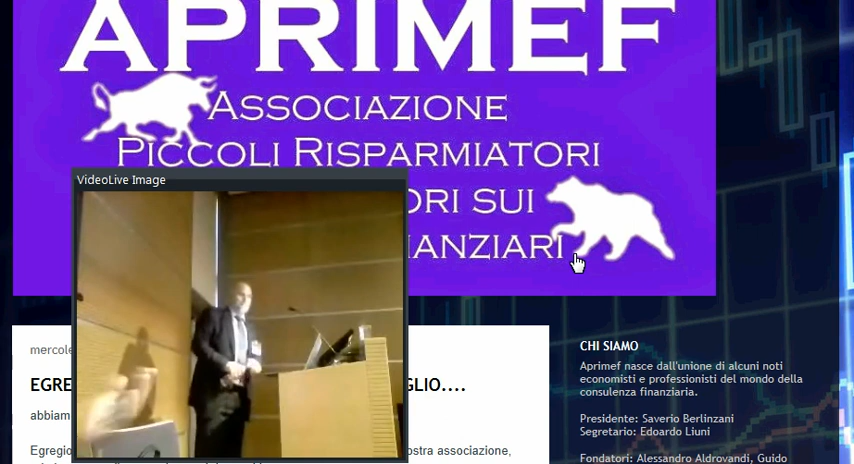 APRIMEF
ASSOCIAZIONE
PICCOLI RISPARMIATORI
ORI SUI
ANZIARI
VideoLive Image
mercole
EGRE GLIO....
abbiam
Egregio ostra associazione,
CHI SIAMO
Aprimef nasce dall'unione di alcuni noti
economisti e professionisti del mondo della
consulenza finanziaria.
Presidente: Saverio Berlinzani
Segretario: Edoardo Liuni
Fondatori: Alessandro Aldrovandi, Guido